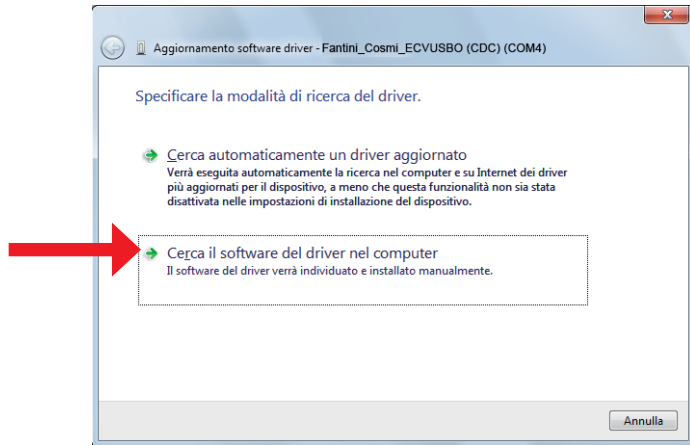 Aggiornamento software driver - Fantini_Cosmi_ECVUSBO (CDC) (COM4)
Specificare la modalità di ricerca del driver.
Cerca automaticamente un driver aggiornato
Verrà eseguita automaticamente la ricerca nel computer e su Internet dei driver
più aggiornati per il dispositivo, a meno che questa funzionalità non sia stata
disattivata nelle impostazioni di installazione del dispositivo.
Cerca il software del driver nel computer
Il software del driver verrà individuato e installato manualmente.
Annulla